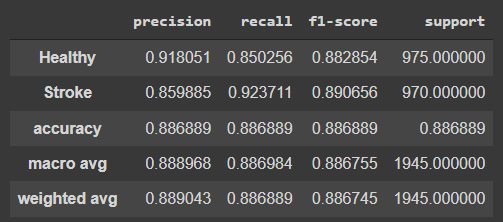 precision recall f1-score support
Healthy 0.918051 0.850256 0.882854 975.000000
Stroke 0.859885 0.923711 0.890656 970.000000
accuracy 0.886889 0.886889 0.886889 0.886889
macro avg 0.888968 0.886984 0.886755 1945.000000
weighted avg 0.889043 0.886889 0.886745 1945.000000